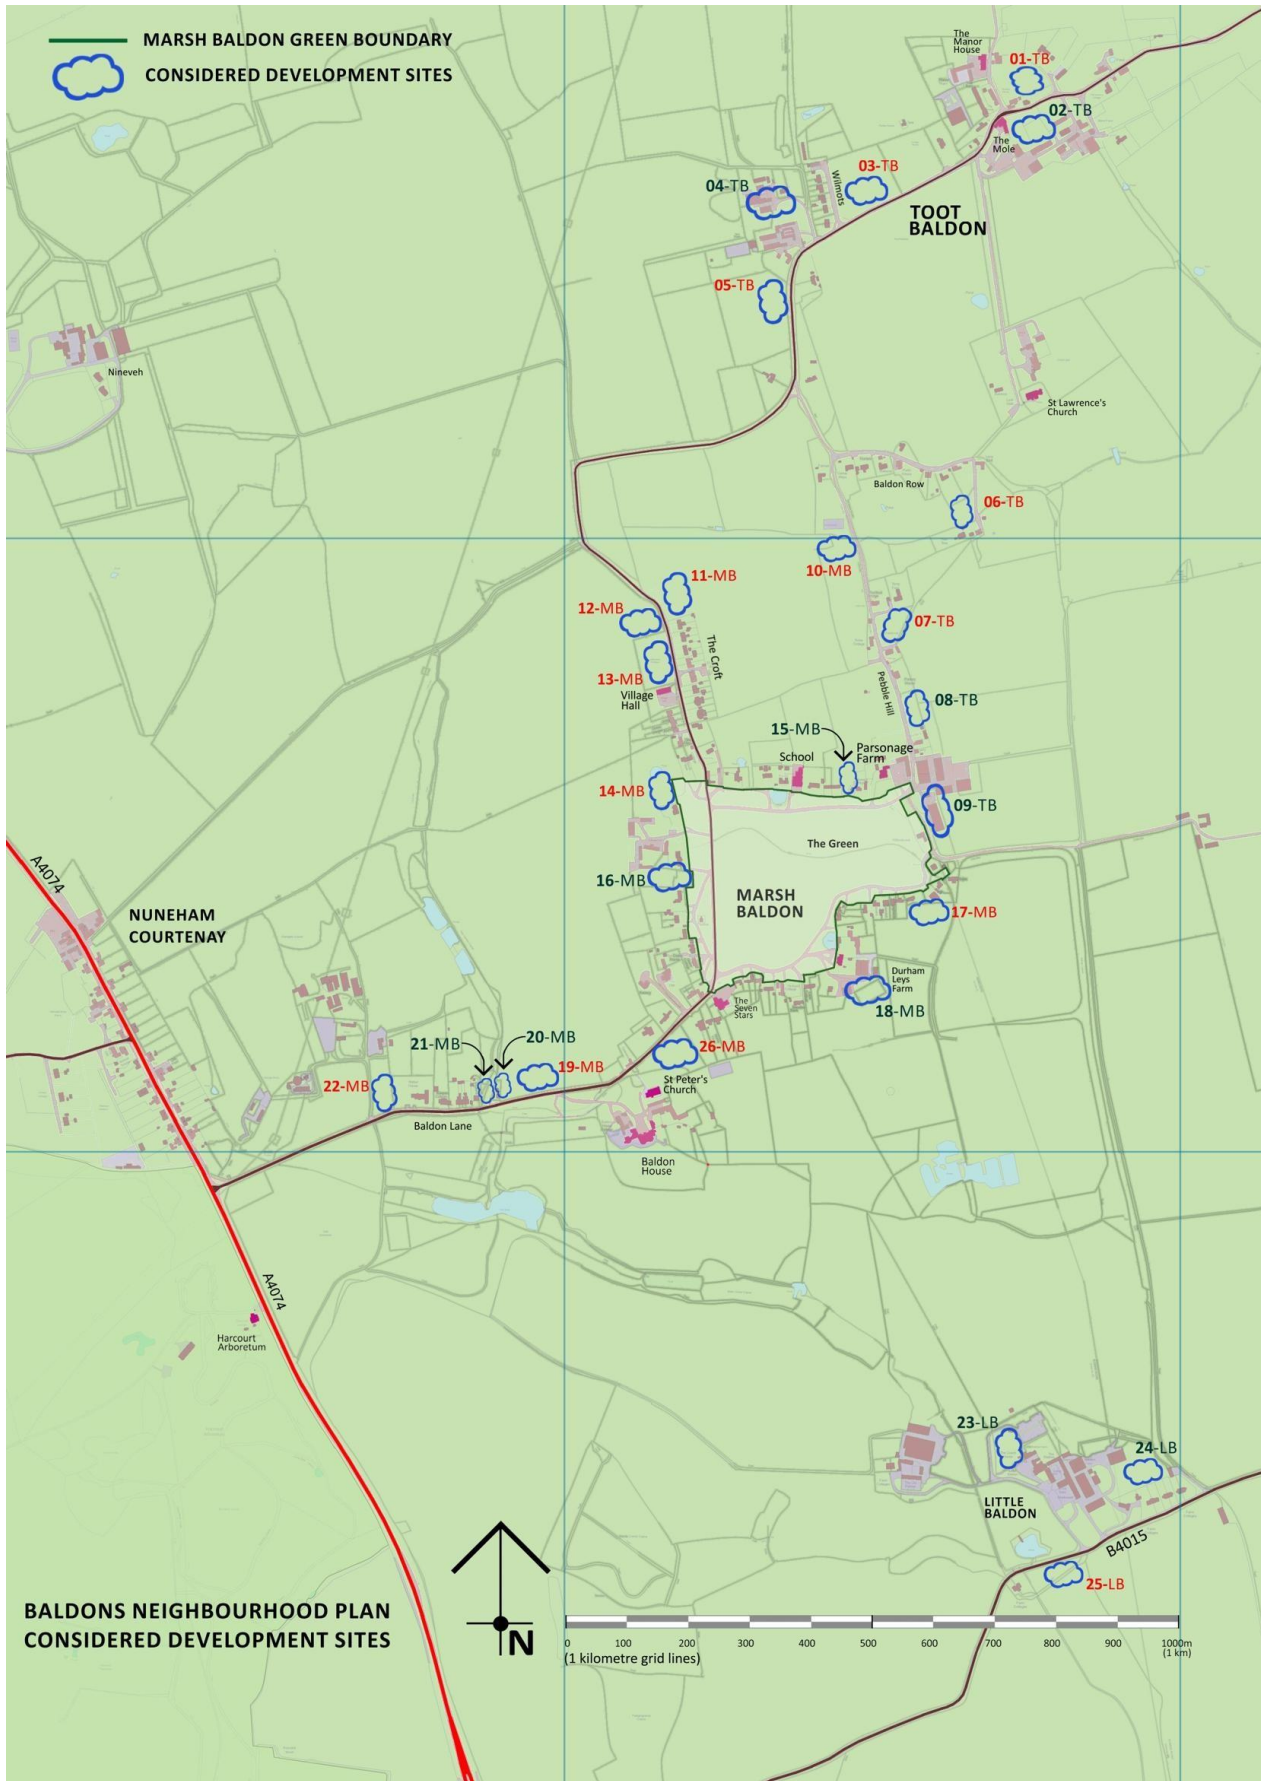 MARSH BALDON GREEN BOUNDARY
CONSIDERED DEVELOPMENT SITES
The
Manor
House
01-TB
02-TB
The
Mole
03-TB
Wilmots
04-TB
TOOT
BALDON
05-TB
Nineveh
St Lawrence's
Church
Baldon Row
06-TB
10-MB
11-MB
12-MB
07-TB
The Croft
13-MB
Village
Hall
Pebble Hill
08-TB
15-MB
School
Parsonage
Farm
14-MB
09-TB
The Green
A4074
16-MB
MARSH
BALDON
NUNEHAM
COURTENAY
17-MB
Durham
Leys
Farm
The
Seven
Stars
18-MB
21-MB
20-MB
26-MB
19-MB
22-MB
St Peter's
Church
Baldon Lane
Baldon
House
A4074
Harcourt
Arboretum
23-LB
24-LB
LITTLE
BALDON
B4015
25-LB
BALDONS NEIGHBOURHOOD PLAN
CONSIDERED DEVELOPMENT SITES
N
0 100 200 300 400 500 600 700 800 900 1000m
(1 km)
(1 kilometre grid lines)